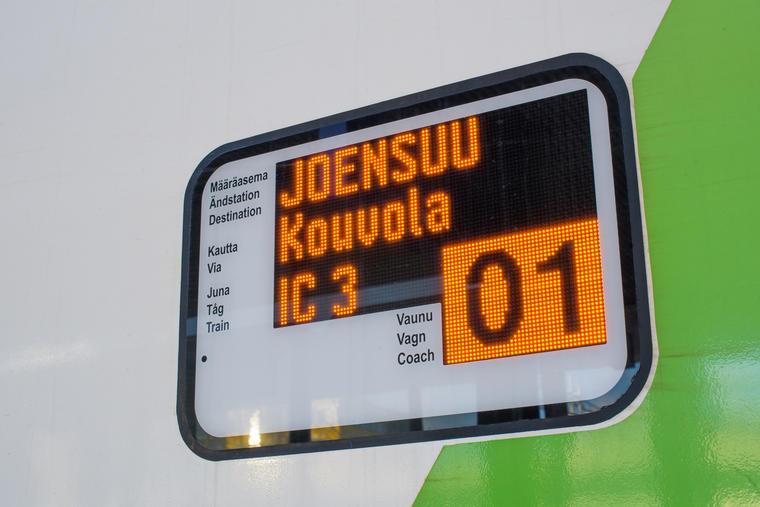 Määräasema
Ändstation
Destination
JOENSUU
Kautta
Via
Kouvola
Juna
Tåg
Train
IC 3
Vaunu
Vagn
Coach
01